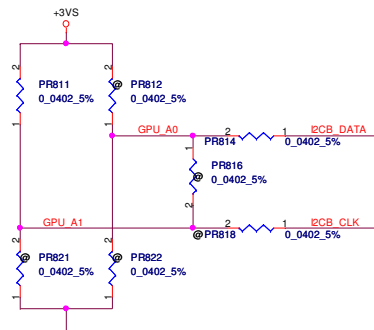 +3VS
2
2
PR811
@
PR812
0_0402_5%
0_0402_5%
1
1
GPU_A0
2
1
I2CB_DATA
PR814
0_0402_5%
1
PR816
@
0_0402_5%
2
GPU_A1
2
1
I2CB_CLK
@
PR818
0_0402_5%
2
2
@
PR821
@
PR822
0_0402_5%
0_0402_5%
1
1